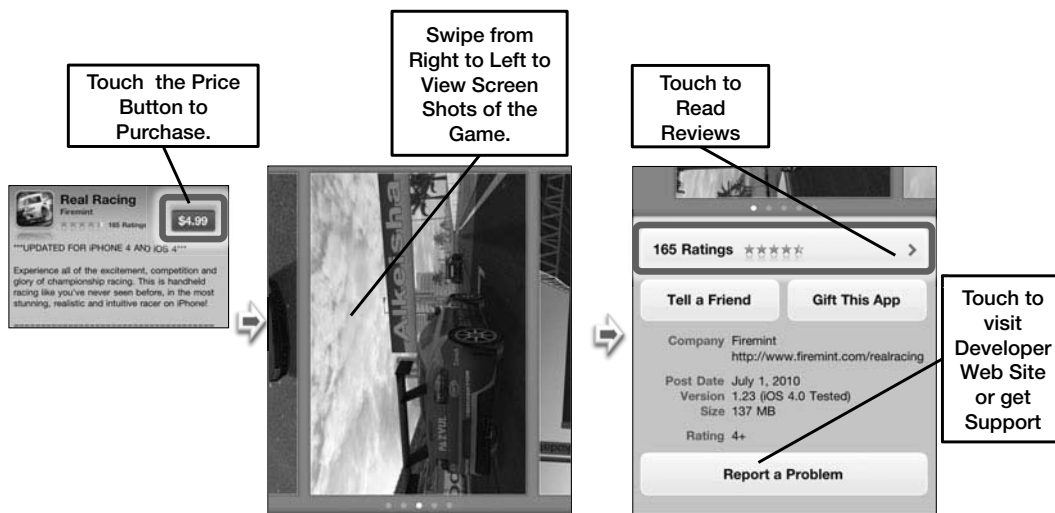 Touch the Price
Button to
Purchase.
Swipe from
Right to Left to
View Screen
Shots of the
Game.
Touch to
Read
Reviews
Real Racing
Firemint
165 Ratings
$4.99
***UPDATED FOR iPHONE 4 AND iOS 4***
Experience all of the excitement, competition and
glory of championship racing. This is handheld
racing like you've never seen before, in the most
stunning, realistic and intuitive racer on iPhone!
Alkeisha
165 Ratings
Tell a Friend
Gift This App
Company Firemint
http://www.firemint.com/realracing
Post Date July 1, 2010
Version 1.23 (iOS 4.0 Tested)
Size 137 MB
Rating 4+
Report a Problem
Touch to
visit
Developer
Web Site
or get
Support